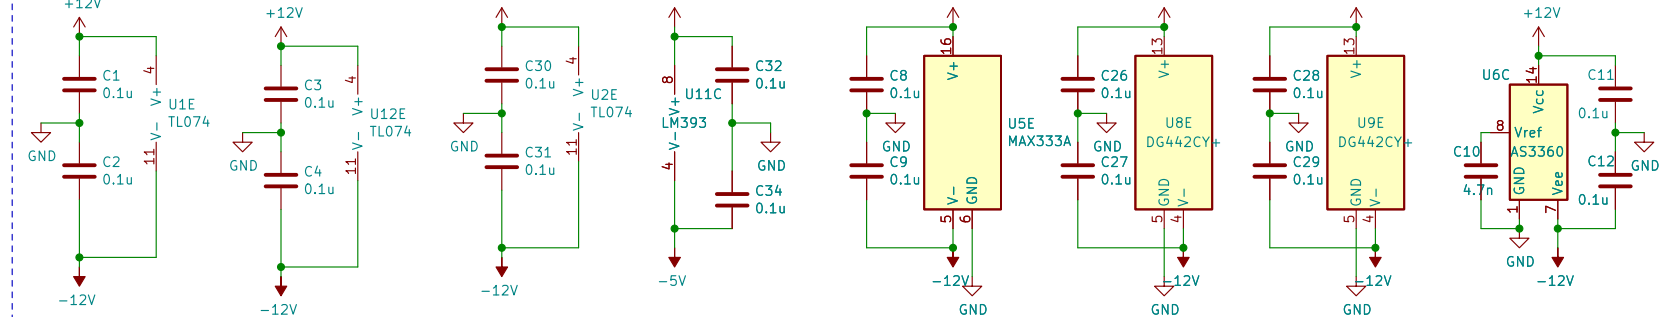 +12V
4
C1
0.1u
V+
U1E
TL074
V-
GND
C2
0.1u
11
-12V
+12V
4
C3
0.1u
V+
U12E
TL074
V-
GND
C4
0.1u
11
-12V
4
C30
0.1u
V+
U2E
TL074
V-
GND
C31
0.1u
11
-12V
8
C32
0.1u
V+
U11C
LM393
V-
4
GND
C34
0.1u
-5V
16
C8
0.1u
V+
GND
U5E
MAX333A
C9
0.1u
V-
GND
5
6
-12V
GND
13
C26
0.1u
V+
U8E
DG442CY+
GND
C27
0.1u
GND
V-
5
4
-12V
GND
13
C28
0.1u
V+
U9E
DG442CY+
GND
C29
0.1u
GND
V-
5
4
-12V
GND
+12V
14
U6C
C11
0.1u
Vcc
8
Vref
AS3360
GND
C10
4.7n
C12
0.1u
GND
Vee
1
7
GND
-12V